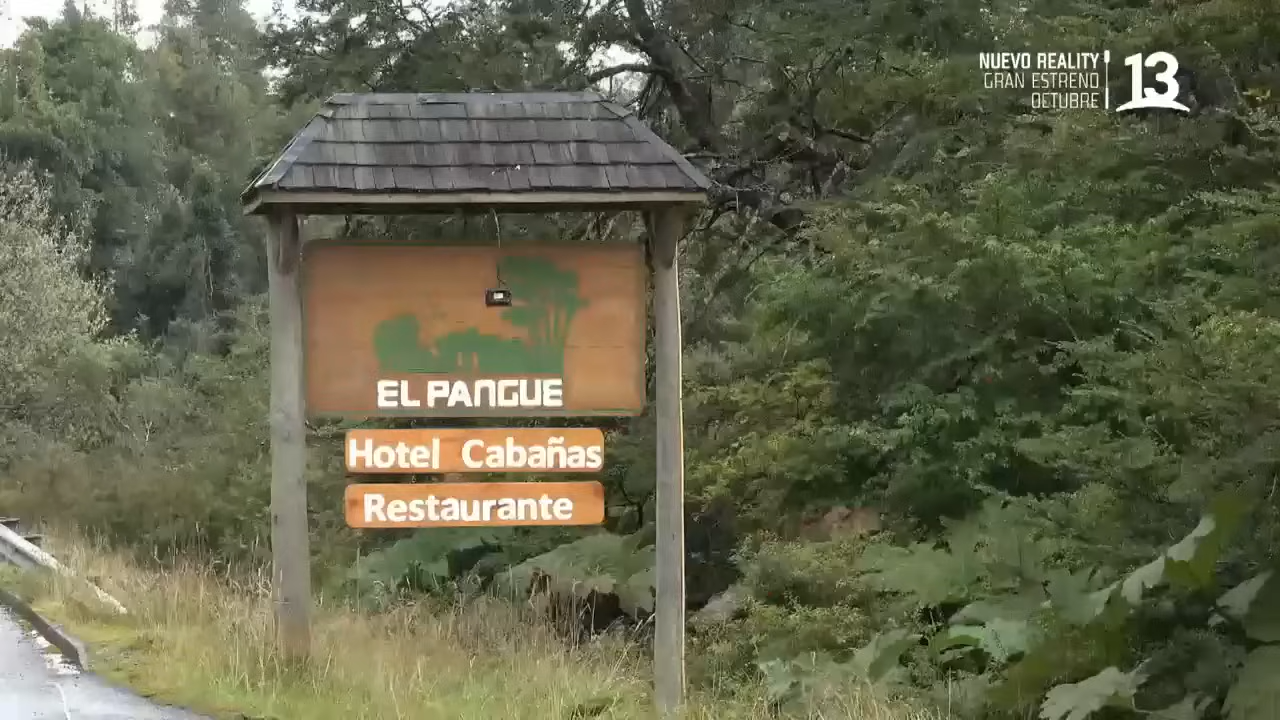 NUEVO REALITY
GRAN ESTRENO
OCTUBRE
13
EL PANGUE
Hotel Cabañas
Restaurante